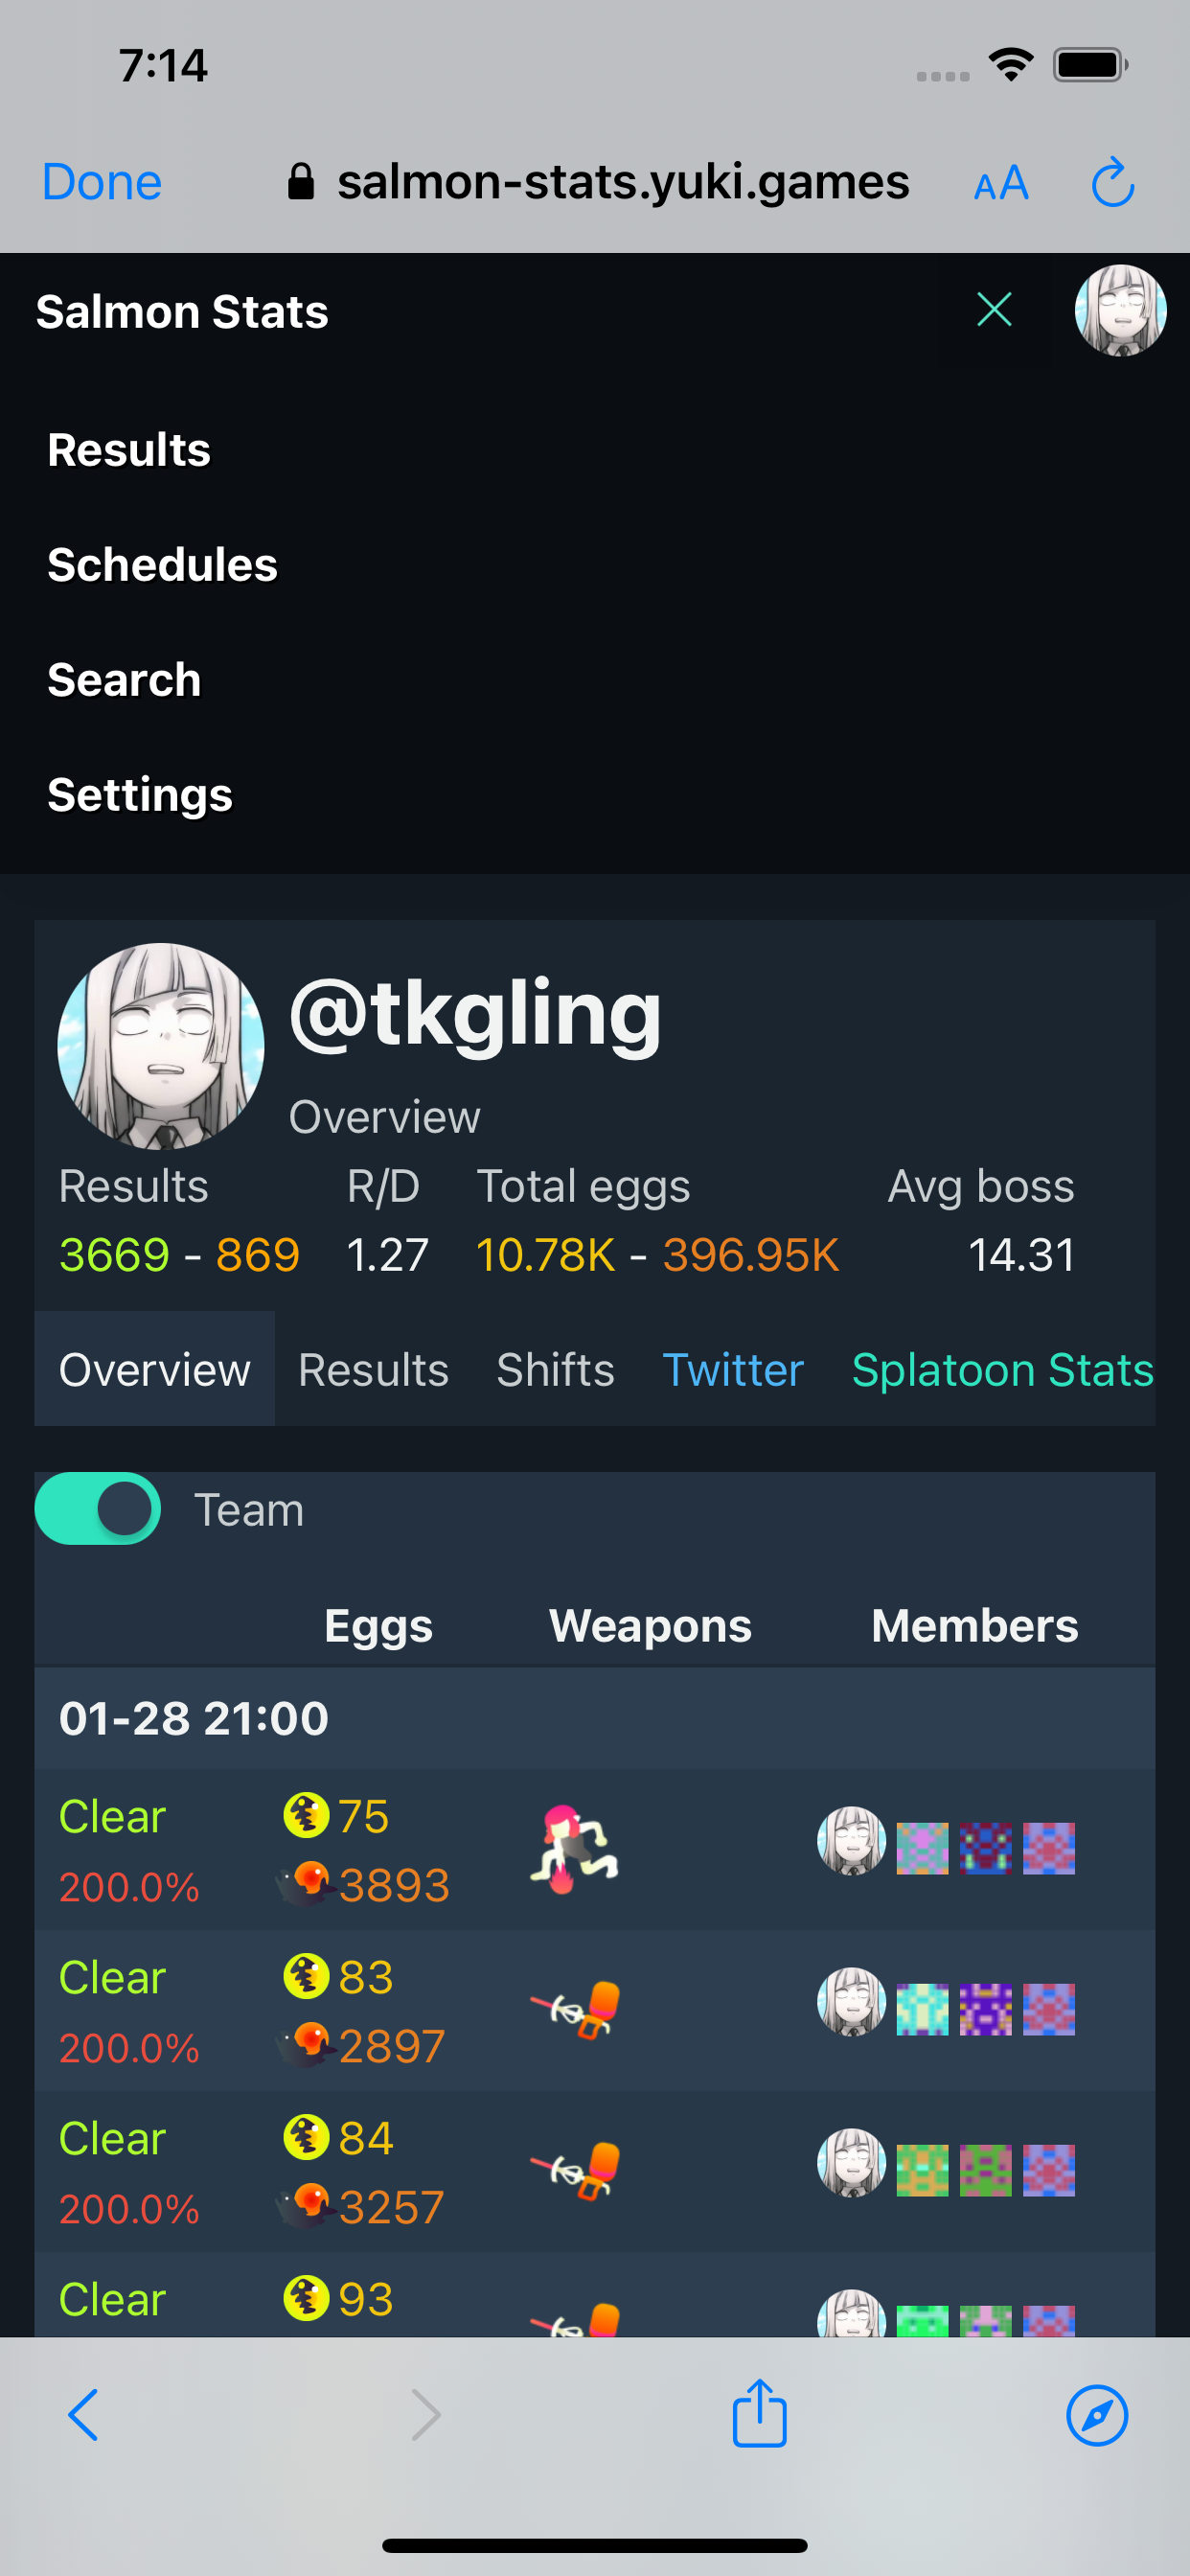 7:14
Done salmon-stats.yuki.games AA
Salmon Stats
Results
Schedules
Search
Settings
@tkgling
Overview
Results R/D Total eggs Avg boss
3669 - 869 1.27 10.78K - 396.95K 14.31
Overview Results Shifts Twitter Splatoon Stats
Team
Eggs Weapons Members
01-28 21:00
Clear 75
200.0% 3893
Clear 83
200.0% 2897
Clear 84
200.0% 3257
Clear 93